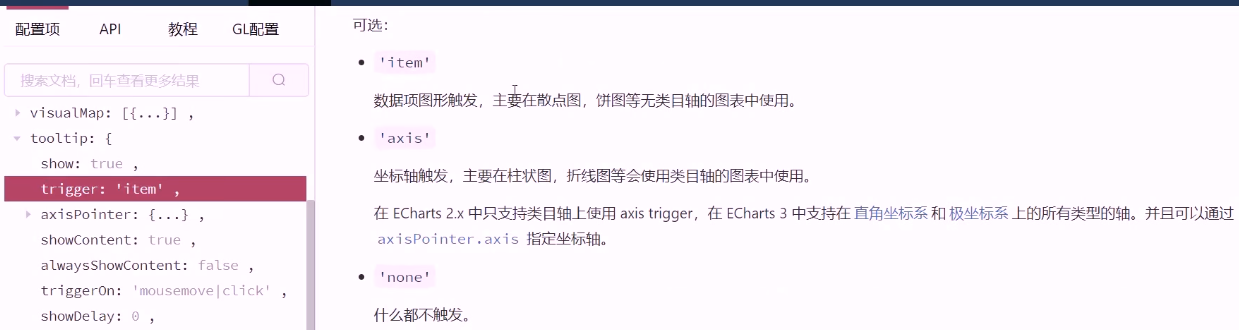 配置项 API 教程 GL配置
搜索文档，回车查看更多结果
visualMap: [{...}] ,
tooltip: {
show: true ,
trigger: 'item' ,
axisPointer: {...} ,
showContent: true ,
alwaysShowContent: false ,
triggerOn: 'mousemove|click' ,
showDelay: 0 ,
可选：
'item'
数据项图形触发，主要在散点图，饼图等无类目轴的图表中使用。
'axis'
坐标轴触发，主要在柱状图，折线图等会使用类目轴的图表中使用。
在 ECharts 2.x 中只支持类目轴上使用 axis trigger，在 ECharts 3 中支持在直角坐标系和极坐标系上的所有类型的轴。并且可以通过
axisPointer.axis 指定坐标轴。
'none'
什么都不触发。